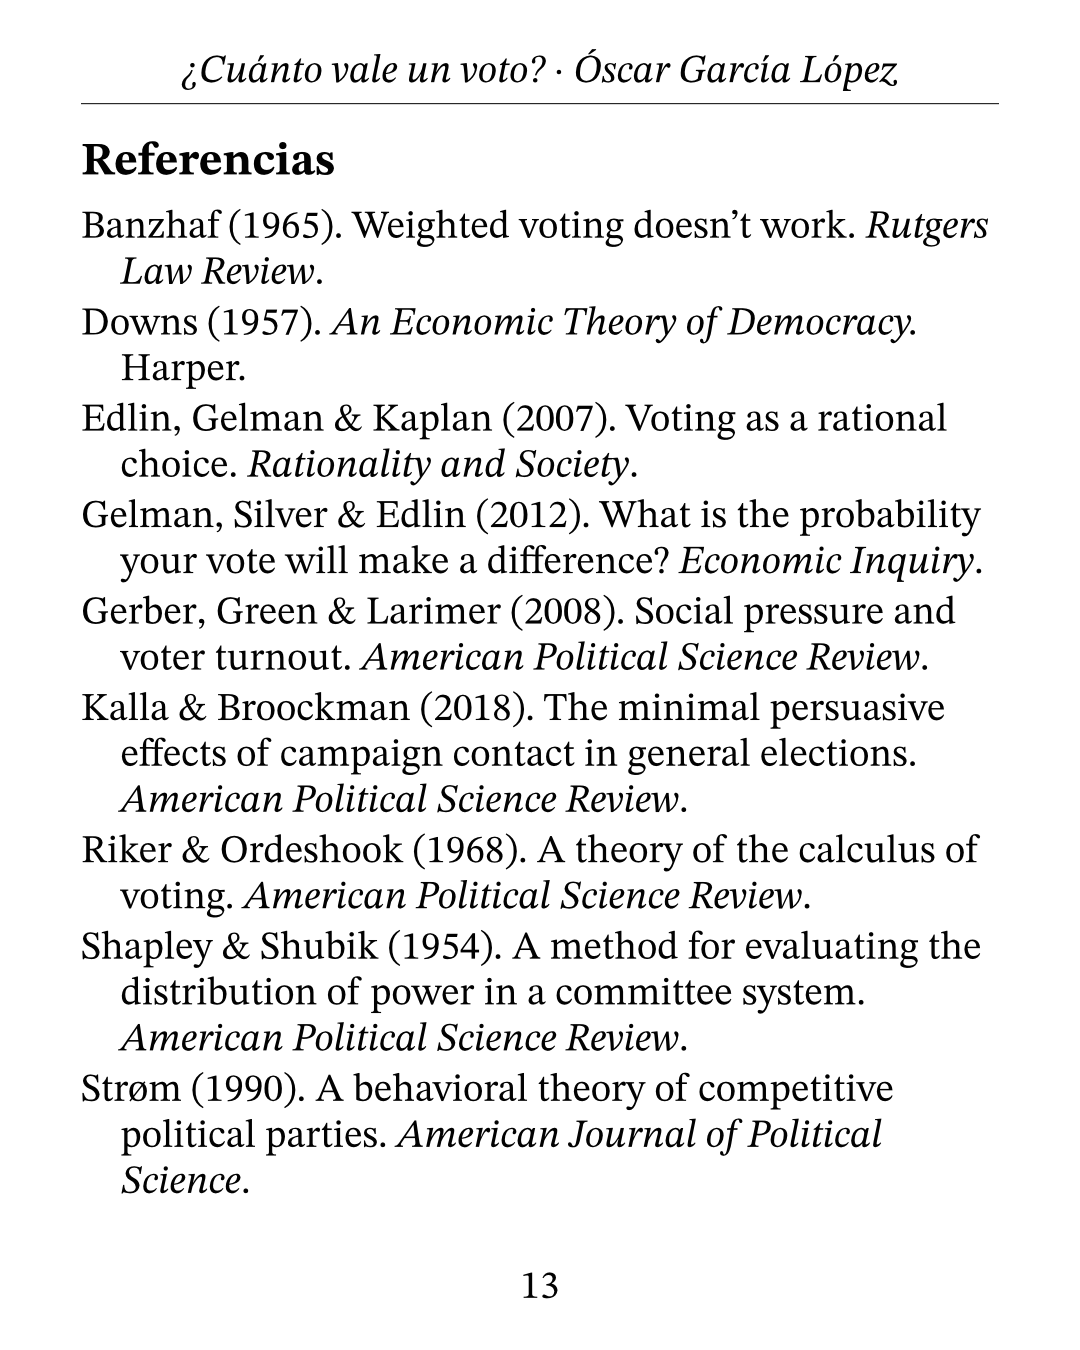 ¿Cuánto vale un voto? · Óscar García López
Referencias
Banzhaf (1965). Weighted voting doesn’t work. Rutgers
Law Review.
Downs (1957). An Economic Theory of Democracy.
Harper.
Edlin, Gelman & Kaplan (2007). Voting as a rational
choice. Rationality and Society.
Gelman, Silver & Edlin (2012). What is the probability
your vote will make a difference? Economic Inquiry.
Gerber, Green & Larimer (2008). Social pressure and
voter turnout. American Political Science Review.
Kalla & Broockman (2018). The minimal persuasive
effects of campaign contact in general elections.
American Political Science Review.
Riker & Ordeshook (1968). A theory of the calculus of
voting. American Political Science Review.
Shapley & Shubik (1954). A method for evaluating the
distribution of power in a committee system.
American Political Science Review.
Strøm (1990). A behavioral theory of competitive
political parties. American Journal of Political
Science.
13